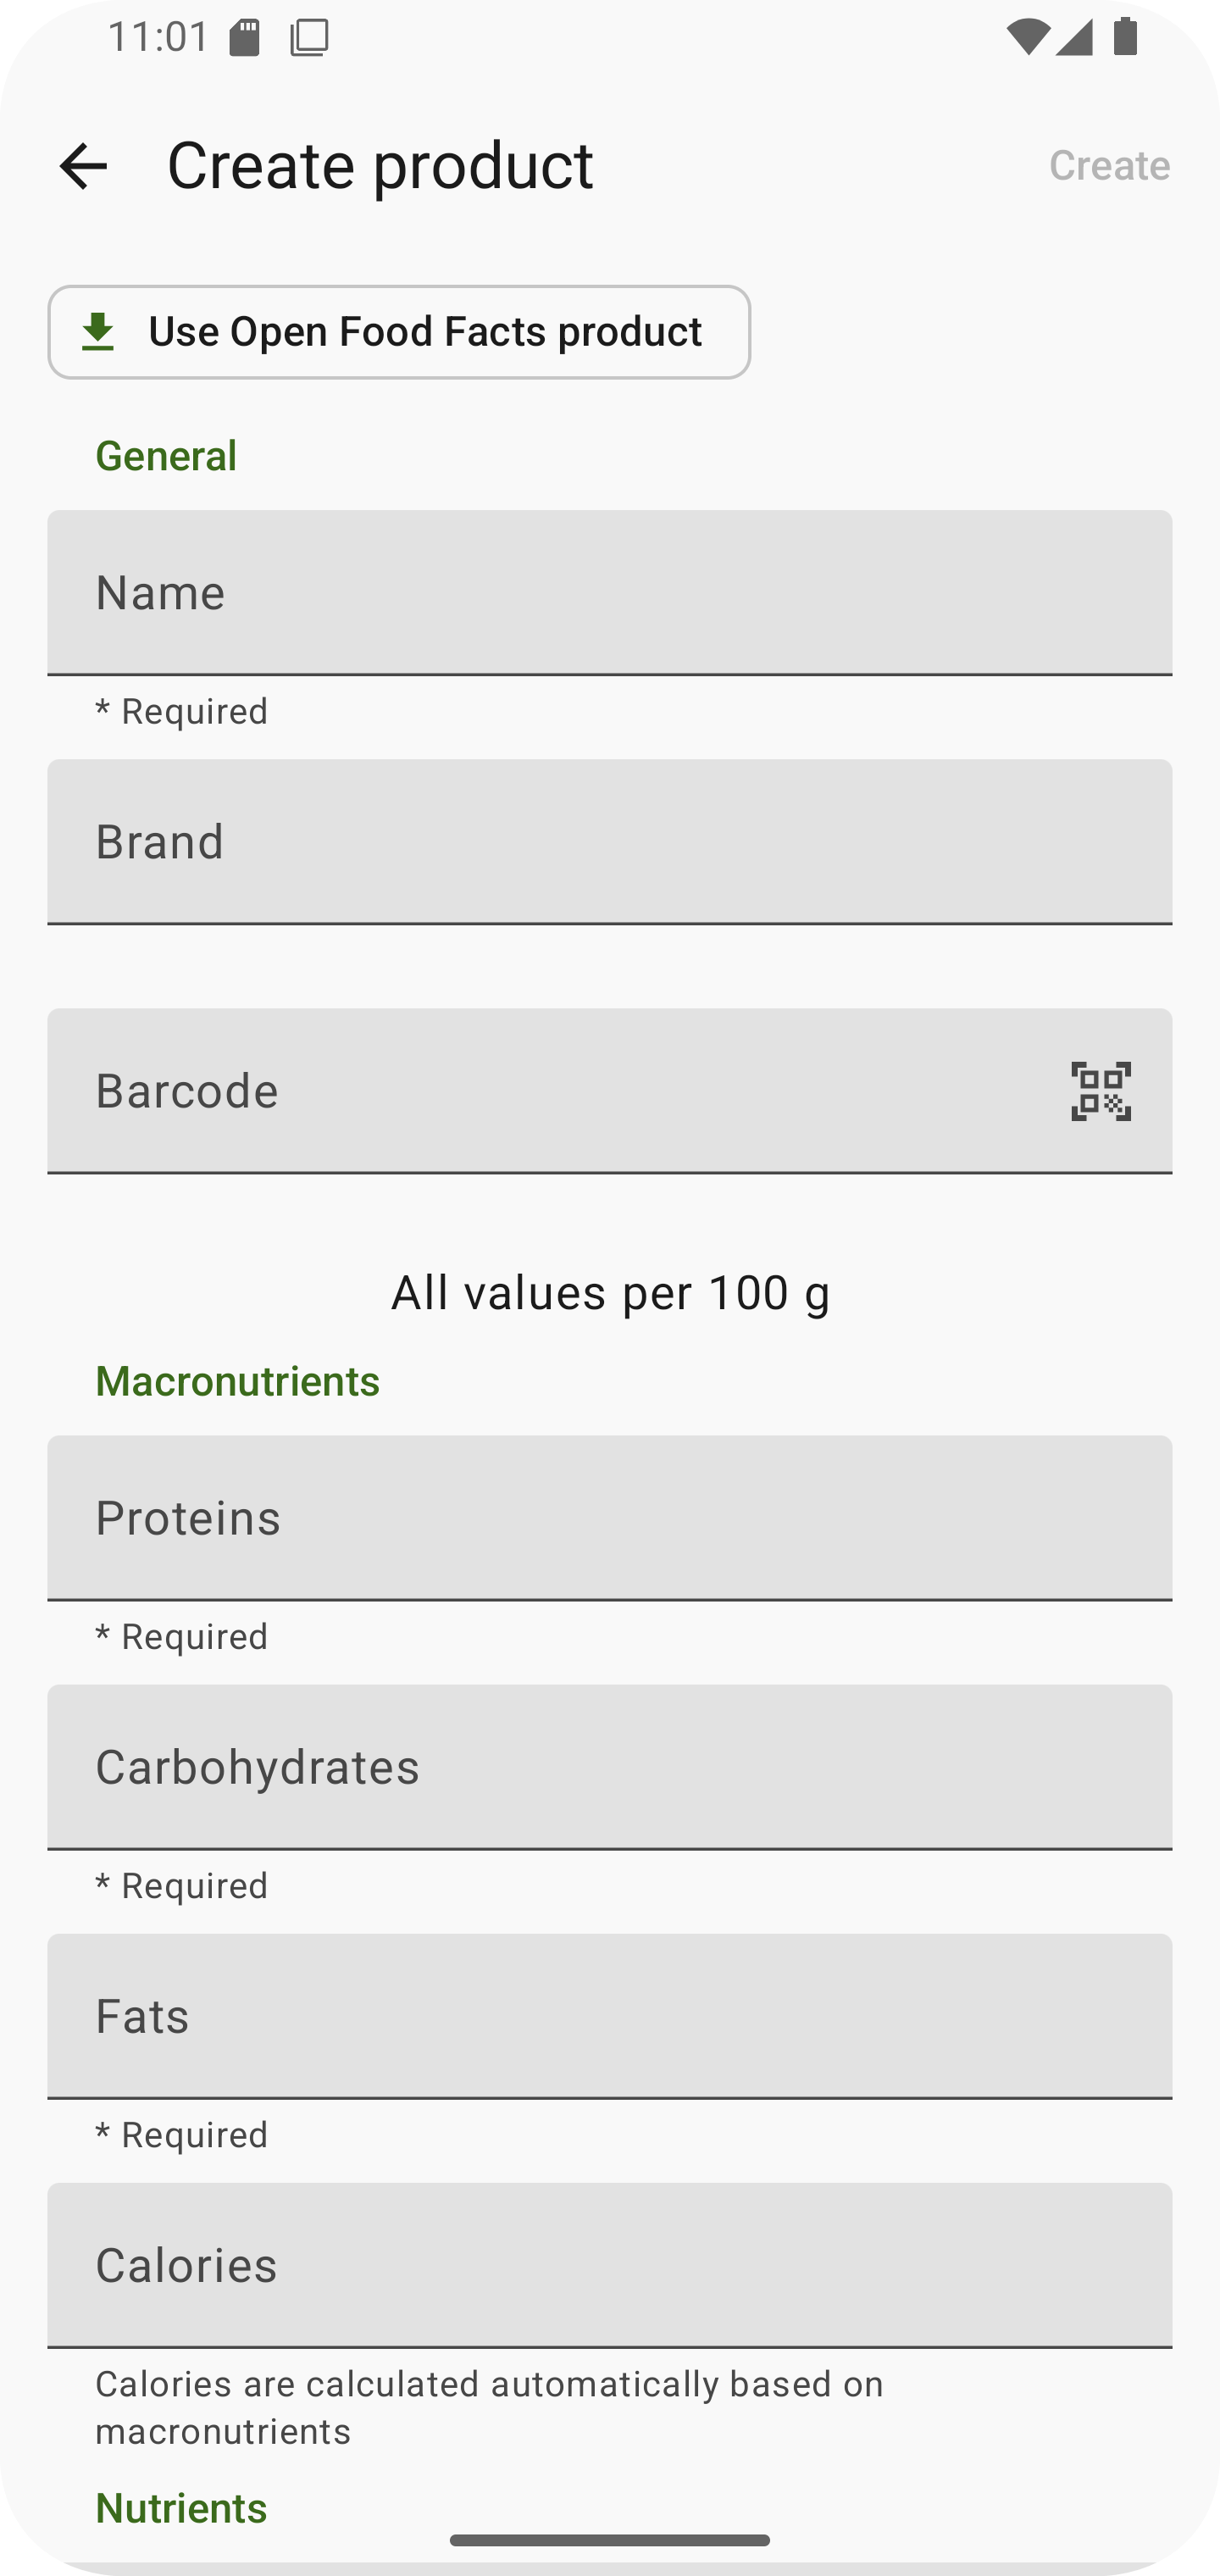 11:01
Create product
Create
Use Open Food Facts product
General
Name
* Required
Brand
Barcode
All values per 100 g
Macronutrients
Proteins
* Required
Carbohydrates
* Required
Fats
* Required
Calories
Calories are calculated automatically based on
macronutrients
Nutrients